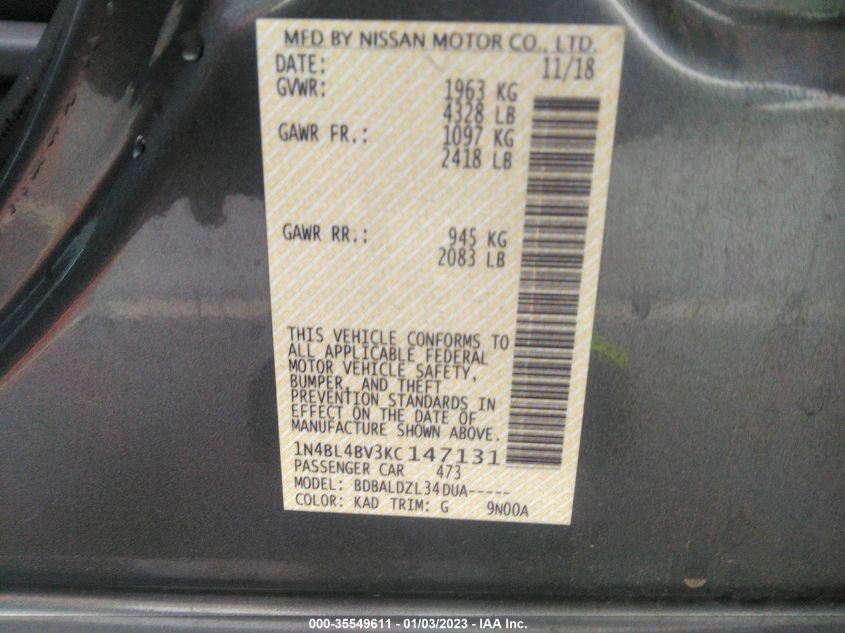 MFD BY NISSAN MOTOR CO., LTD.
DATE: 11/18
GVWR: 1963 KG
4328 LB
GAWR FR.: 1097 KG
2418 LB
GAWR RR.: 945 KG
2083 LB
THIS VEHICLE CONFORMS TO
ALL APPLICABLE FEDERAL
MOTOR VEHICLE SAFETY,
BUMPER, AND THEFT
PREVENTION STANDARDS IN
EFFECT ON THE DATE OF
MANUFACTURE SHOWN ABOVE.
1N4BL4BV3KC147131
PASSENGER CAR 473
MODEL: BDBALDZL34DUA-----
COLOR: KAD TRIM: G 9N00A
000-35549611 - 01/03/2023 - IAA Inc.